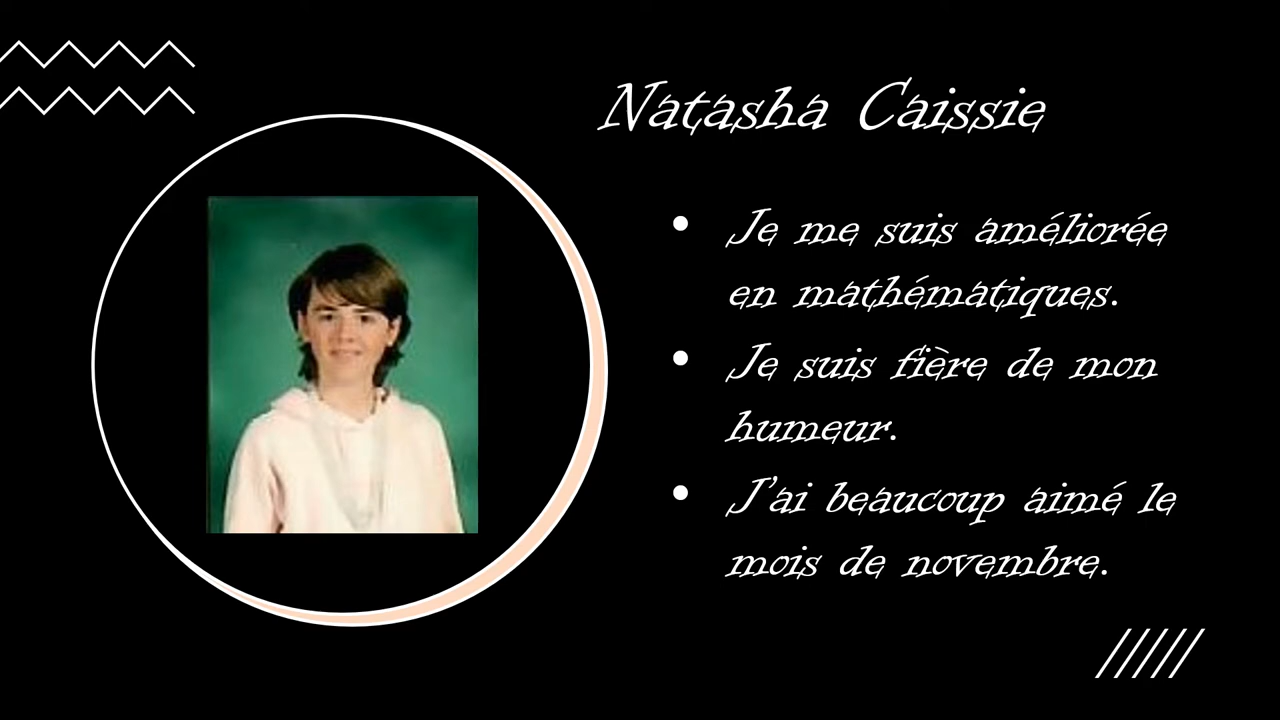 Natasha Caissie
• Je me suis améliorée
en mathématiques.
• Je suis fière de mon
humeur.
• J'ai beaucoup aimé le
mois de novembre.